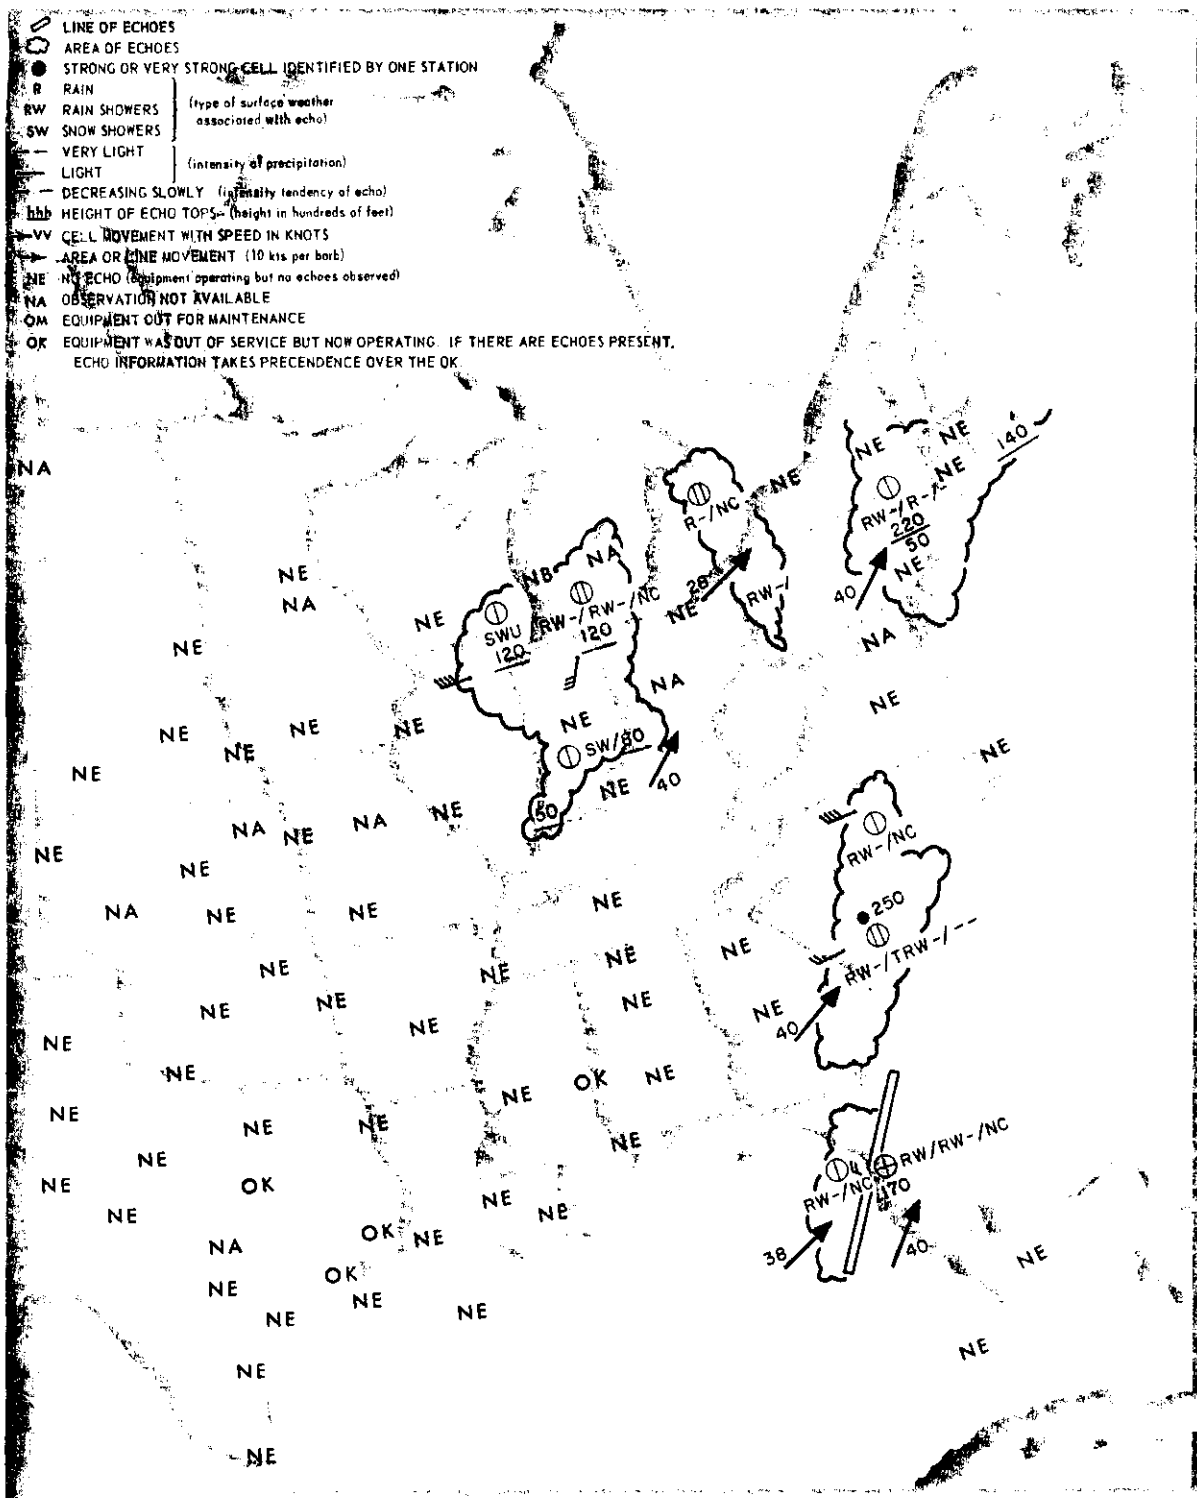 LINE OF ECHOES
AREA OF ECHOES
STRONG OR VERY STRONG CELL IDENTIFIED BY ONE STATION
R RAIN
RW RAIN SHOWERS
SW SNOW SHOWERS
(type of surface weather
associated with echo)
-- VERY LIGHT
- LIGHT
(intensity of precipitation)
- DECREASING SLOWLY (intensity tendency of echo)
hhh HEIGHT OF ECHO TOPS- (height in hundreds of feet)
VV CELL MOVEMENT WITH SPEED IN KNOTS
AREA OR LINE MOVEMENT (10 kts per barb)
NE NO ECHO (equipment operating but no echoes observed)
NA OBSERVATION NOT AVAILABLE
OM EQUIPMENT OUT FOR MAINTENANCE
OK EQUIPMENT WAS OUT OF SERVICE BUT NOW OPERATING. IF THERE ARE ECHOES PRESENT,
ECHO INFORMATION TAKES PRECENDENCE OVER THE OK
NE
NE
140
NA
NE
NE
R-/NC
RW-/R-/-
220
50
NA
NE
NB
NE
28
RW-/
40
NA
RW-/RW-/NC
NE
NE
SWU
120
120
NA
NE
NA
NE
NE
NE
NE
NE
NE
SW/80
NE
NE
40
NE
50
NE
NA
NE
NA
RW-/NC
NE
NE
NA
NE
NE
NE
250
NE
NE
NE
NE
RW-/TRW-/--
NE
NE
NE
NE
NE
40
NE
NE
OK
NE
NE
NE
NE
NE
NE
NE
RW/RW-/NC
4
NE
OK
RW-/NC
170
NE
NE
NE
NE
OK
NE
38
40
NA
NE
OK
NE
NE
NE
NE
NE
NE
NE